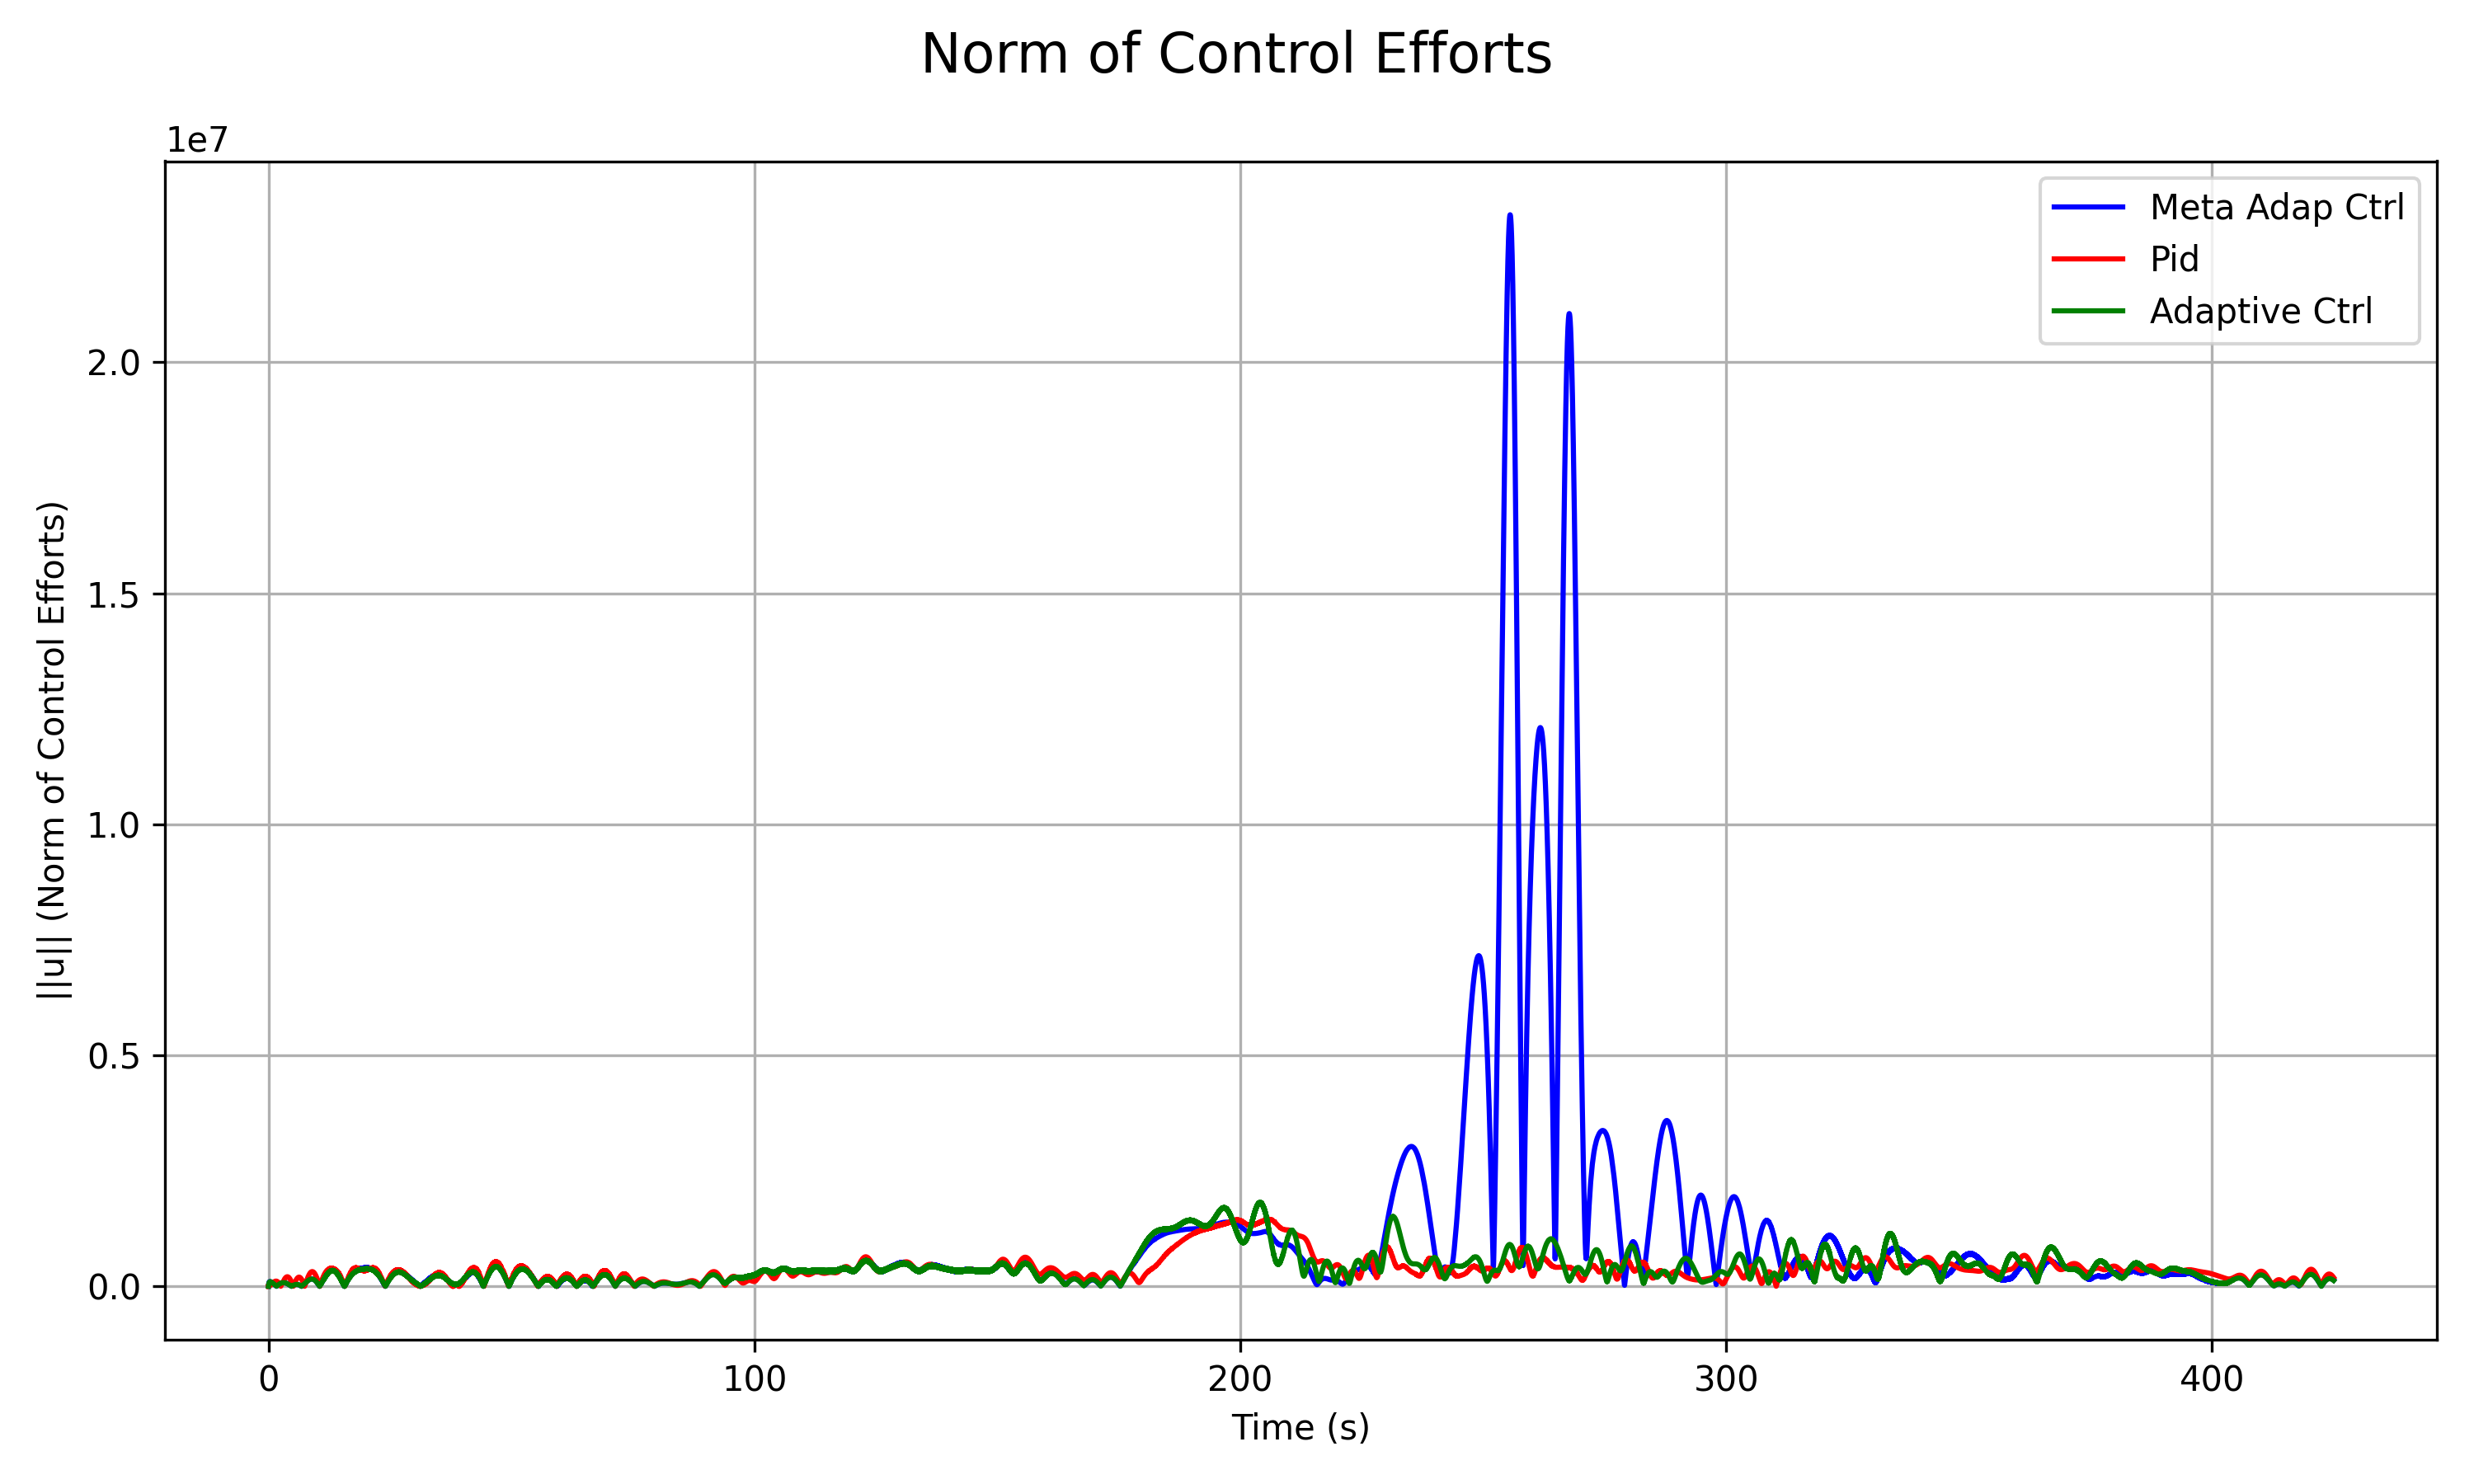 Norm of Control Efforts
1e7
Meta Adap Ctrl
Pid
Adaptive Ctrl
||u|| (Norm of Control Efforts)
2.0
1.5
1.0
0.5
0.0
0 100 200 300 400
Time (s)